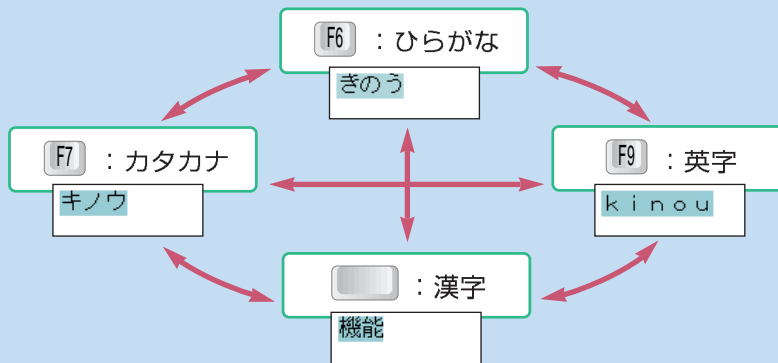 F6 ：ひらがな
きのう
F7 ：カタカナ
キノウ
F9 ：英字
ｋｉｎｏｕ
：漢字
機能